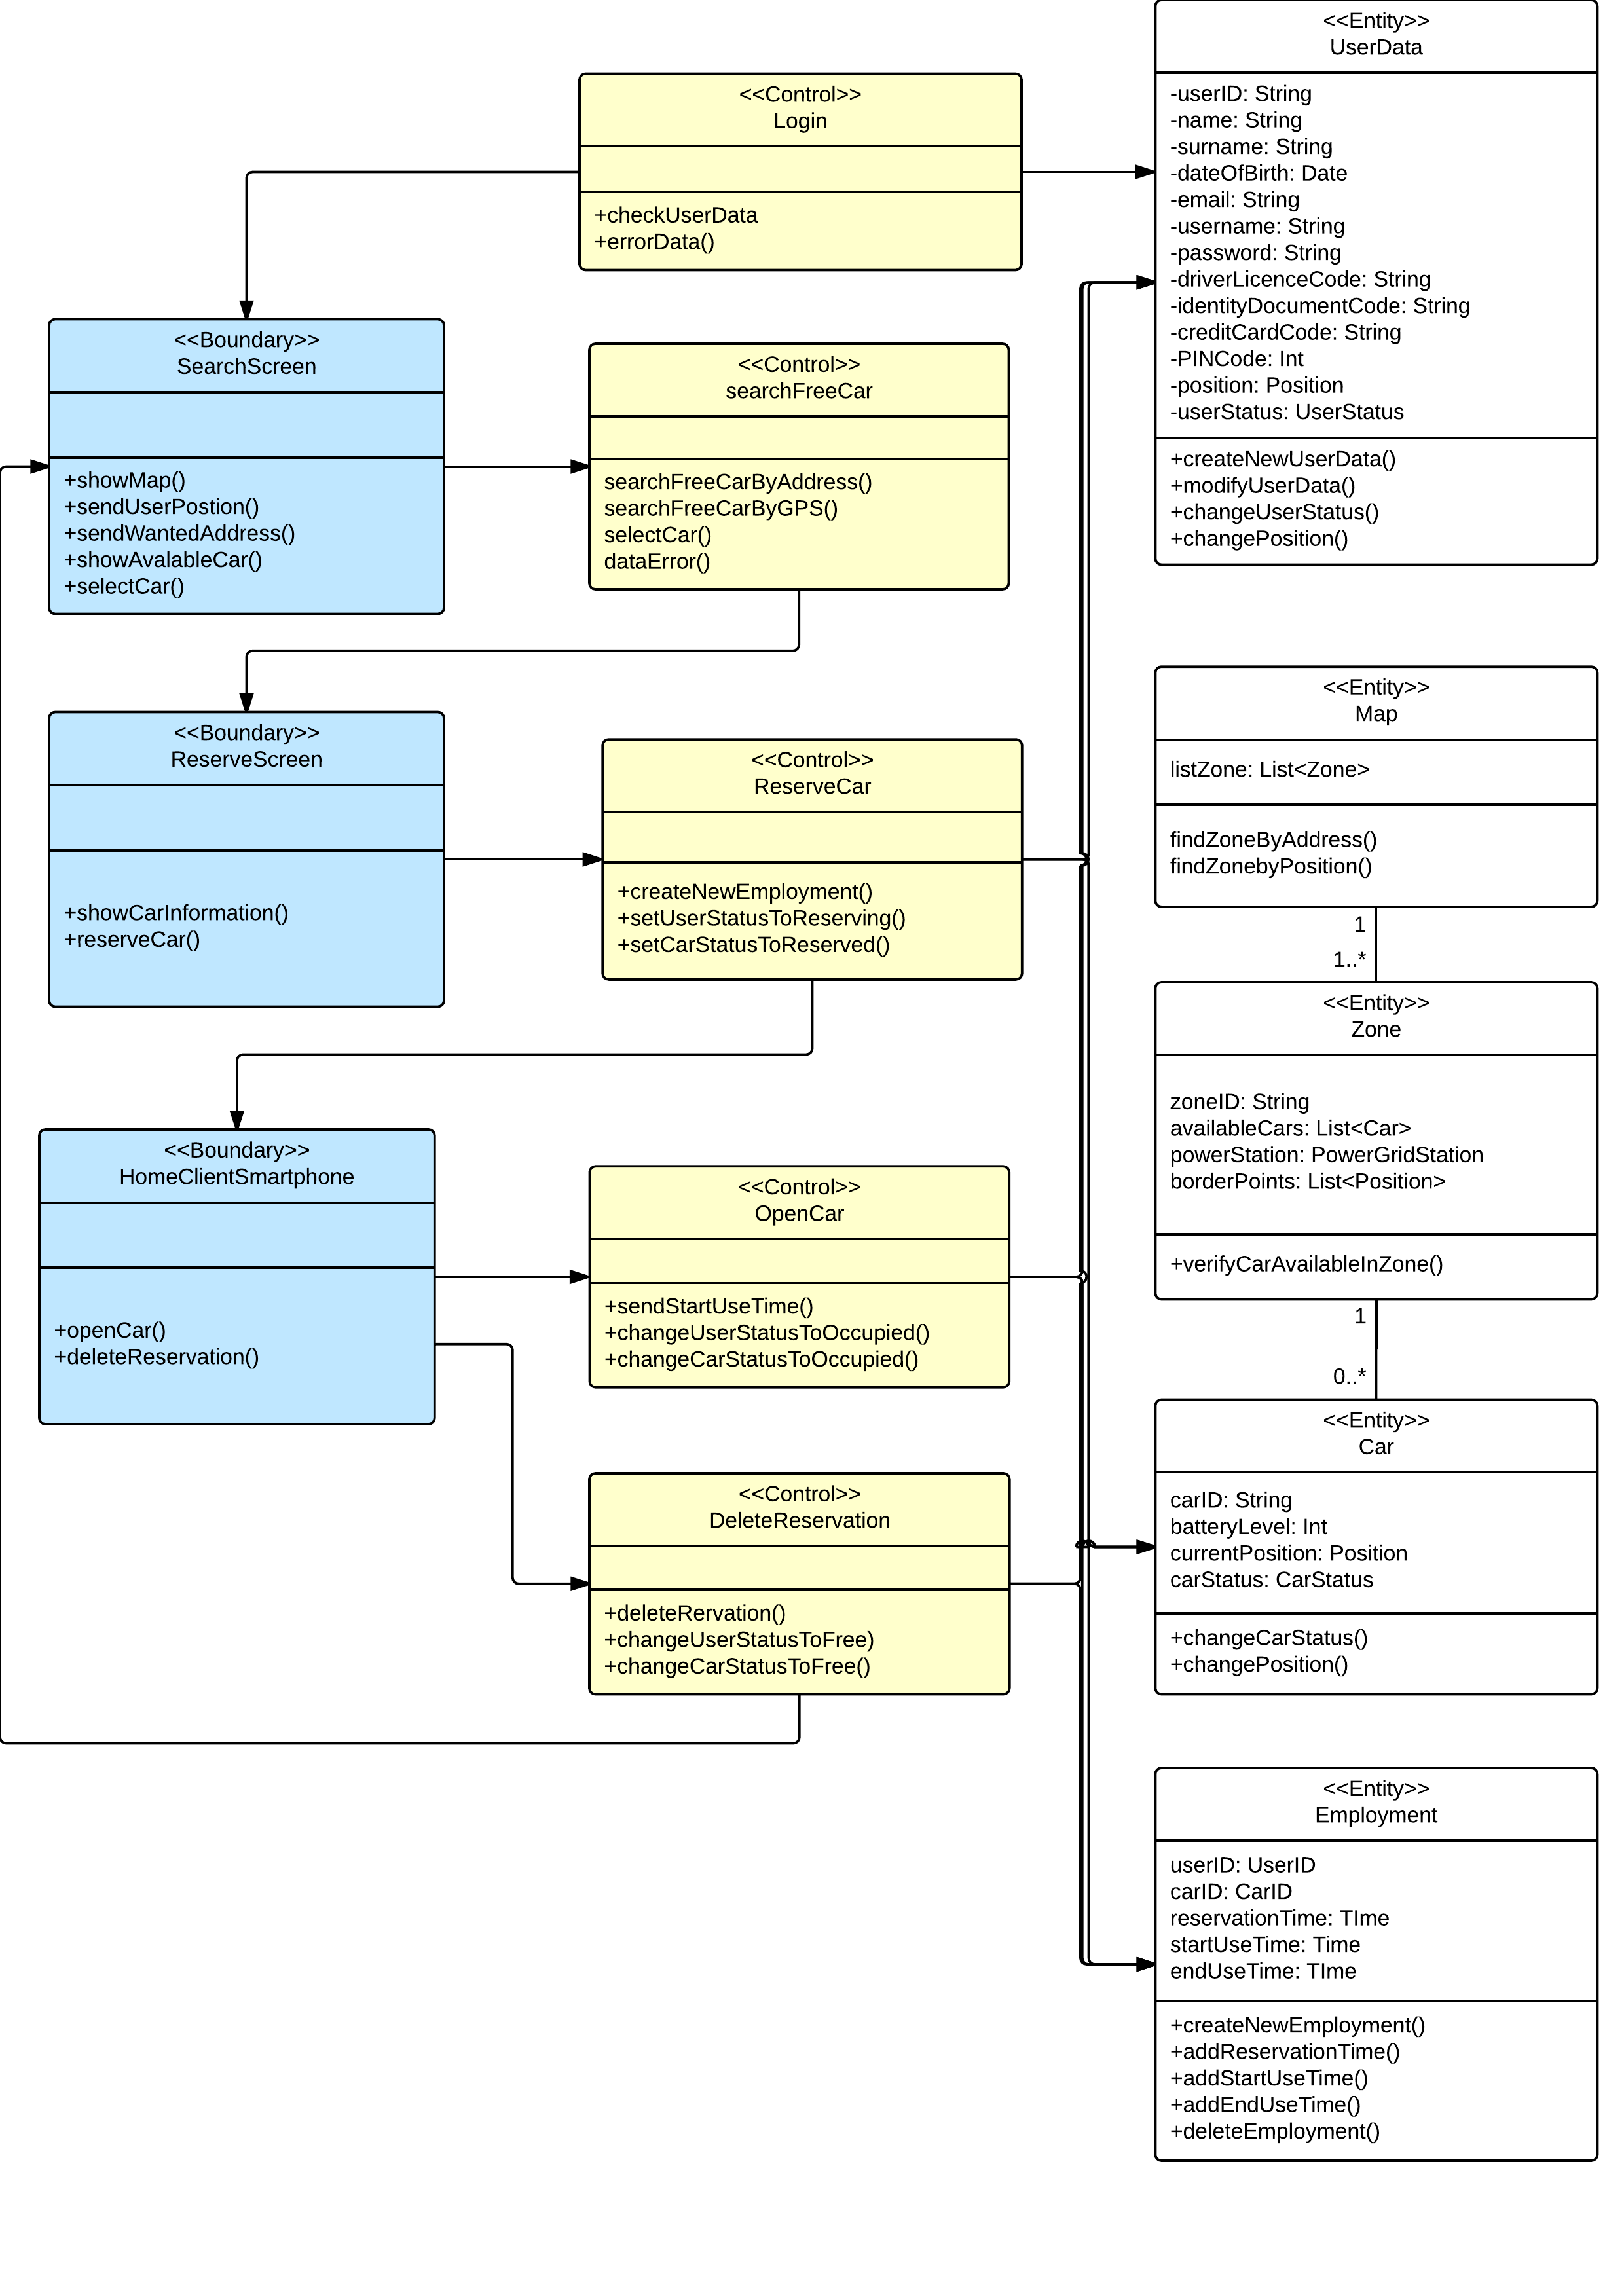 <<Entity>>
UserData
-userID: String
-name: String
-surname: String
-dateOfBirth: Date
-email: String
-username: String
-password: String
-driverLicenceCode: String
-identityDocumentCode: String
-creditCardCode: String
-PINCode: Int
-position: Position
-userStatus: UserStatus
+createNewUserData()
+modifyUserData()
+changeUserStatus()
+changePosition()
<<Control>>
Login
+checkUserData
+errorData()
<<Boundary>>
SearchScreen
+showMap()
+sendUserPostion()
+sendWantedAddress()
+showAvalableCar()
+selectCar()
<<Control>>
searchFreeCar
searchFreeCarByAddress()
searchFreeCarByGPS()
selectCar()
dataError()
<<Entity>>
Map
listZone: List<Zone>
findZoneByAddress()
findZonebyPosition()
1
1..*
<<Boundary>>
ReserveScreen
+showCarInformation()
+reserveCar()
<<Control>>
ReserveCar
+createNewEmployment()
+setUserStatusToReserving()
+setCarStatusToReserved()
<<Entity>>
Zone
zoneID: String
availableCars: List<Car>
powerStation: PowerGridStation
borderPoints: List<Position>
+verifyCarAvailableInZone()
1
0..*
<<Boundary>>
HomeClientSmartphone
+openCar()
+deleteReservation()
<<Control>>
OpenCar
+sendStartUseTime()
+changeUserStatusToOccupied()
+changeCarStatusToOccupied()
<<Entity>>
Car
carID: String
batteryLevel: Int
currentPosition: Position
carStatus: CarStatus
+changeCarStatus()
+changePosition()
<<Control>>
DeleteReservation
+deleteRervation()
+changeUserStatusToFree)
+changeCarStatusToFree()
<<Entity>>
Employment
userID: UserID
carID: CarID
reservationTime: TIme
startUseTime: Time
endUseTime: TIme
+createNewEmployment()
+addReservationTime()
+addStartUseTime()
+addEndUseTime()
+deleteEmployment()